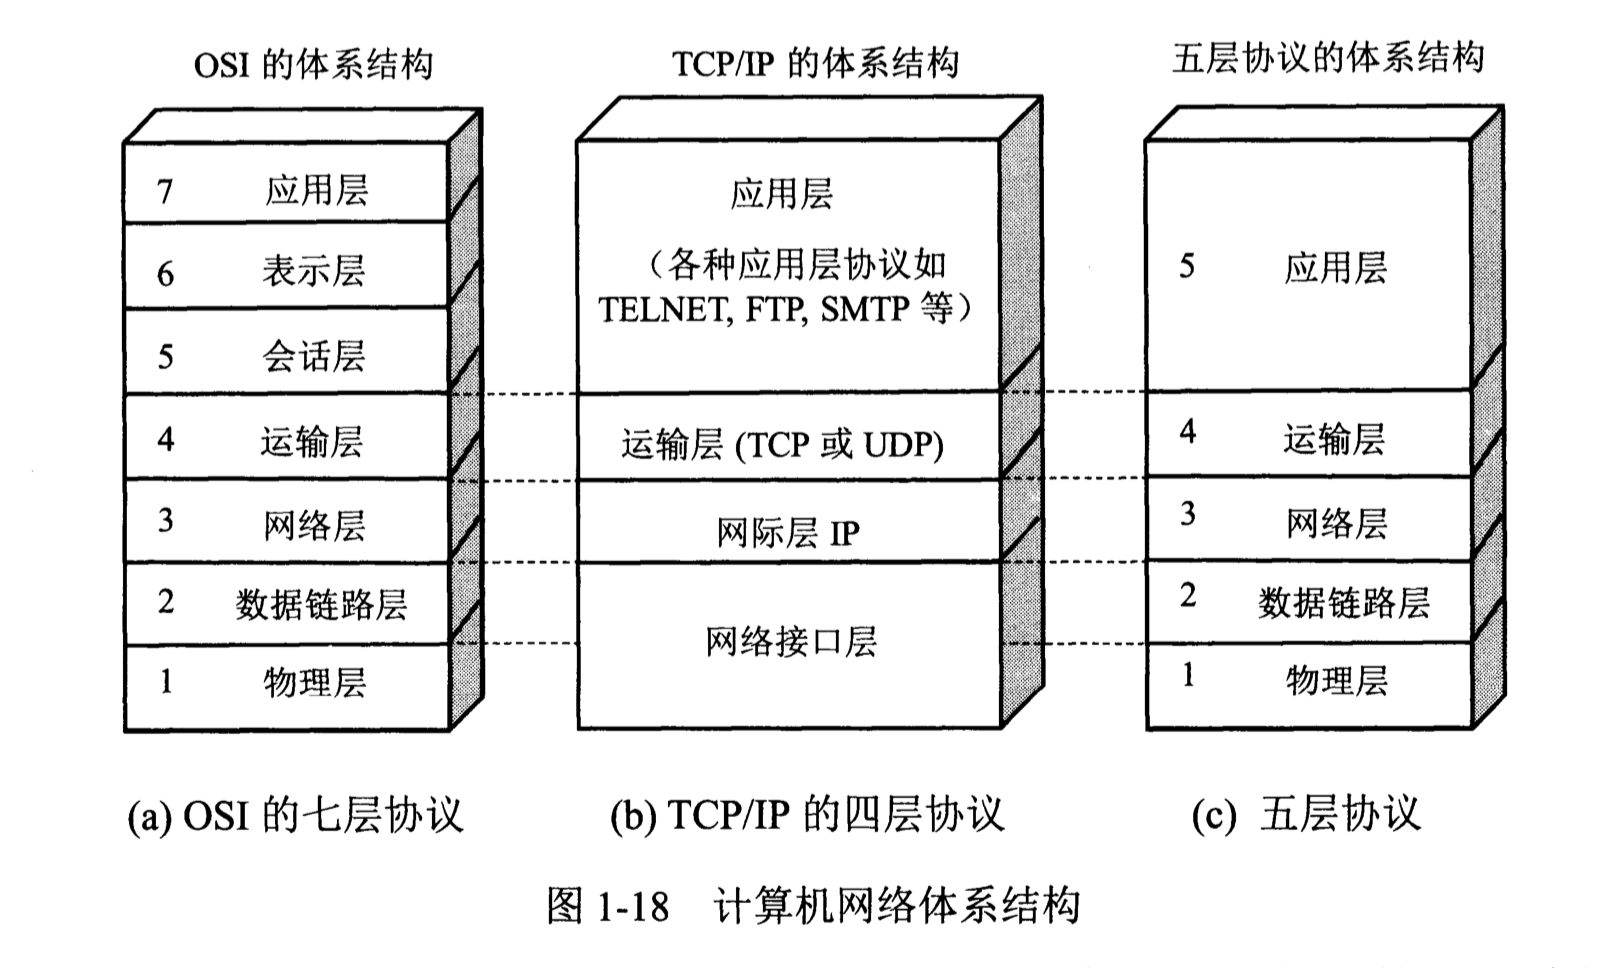 OSI 的体系结构
7 应用层
6 表示层
5 会话层
4 运输层
3 网络层
2 数据链路层
1 物理层
(a) OSI 的七层协议
TCP/IP 的体系结构
应用层
（各种应用层协议如
TELNET, FTP, SMTP 等）
运输层 (TCP 或 UDP)
网际层 IP
网络接口层
(b) TCP/IP 的四层协议
五层协议的体系结构
5 应用层
4 运输层
3 网络层
2 数据链路层
1 物理层
(c) 五层协议
图 1-18 计算机网络体系结构